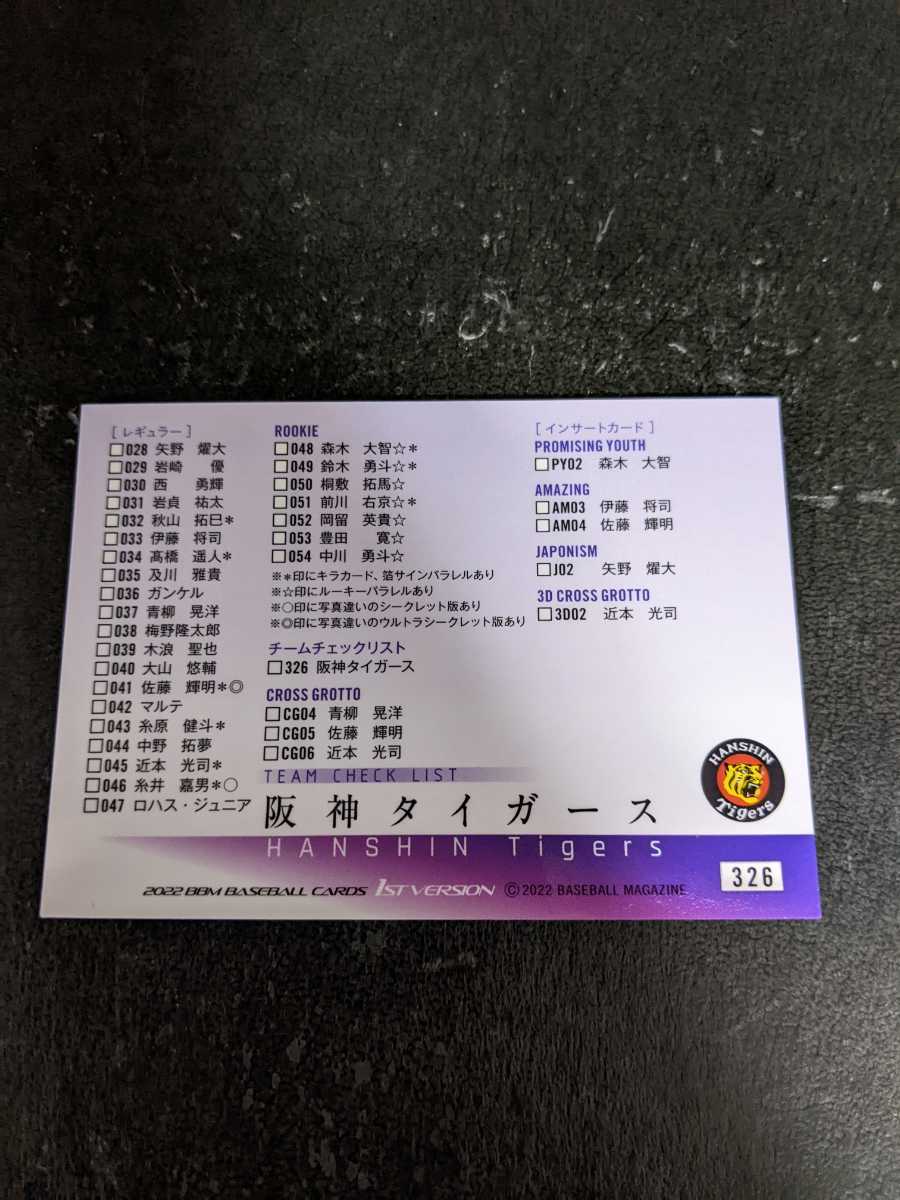 ［レギュラー］
□028 矢野 燿大
□029 岩崎 優
□030 西 勇輝
□031 岩貞 祐太
□032 秋山 拓巳＊
□033 伊藤 将司
□034 髙橋 遥人＊
□035 及川 雅貴
□036 ガンケル
□037 青柳 晃洋
□038 梅野隆太郎
□039 木浪 聖也
□040 大山 悠輔
□041 佐藤 輝明＊◎
□042 マルテ
□043 糸原 健斗＊
□044 中野 拓夢
□045 近本 光司＊
□046 糸井 嘉男＊○
□047 ロハス・ジュニア
ROOKIE
□048 森木 大智☆＊
□049 鈴木 勇斗☆＊
□050 桐敷 拓馬☆
□051 前川 右京☆＊
□052 岡留 英貴☆
□053 豊田 寛☆
□054 中川 勇斗☆
※＊印にキラカード、箔サインパラレルあり
※☆印にルーキーパラレルあり
※○印に写真違いのシークレット版あり
※◎印に写真違いのウルトラシークレット版あり
チームチェックリスト
□326 阪神タイガース
CROSS GROTTO
□CG04 青柳 晃洋
□CG05 佐藤 輝明
□CG06 近本 光司
［インサートカード］
PROMISING YOUTH
□PY02 森木 大智
AMAZING
□AM03 伊藤 将司
□AM04 佐藤 輝明
JAPONISM
□J02 矢野 燿大
3D CROSS GROTTO
□3D02 近本 光司
TEAM CHECK LIST
阪神タイガース
HANSHIN Tigers
HANSHIN
Tigers
2022 BBM BASEBALL CARDS 1ST VERSION ©2022 BASEBALL MAGAZINE
326